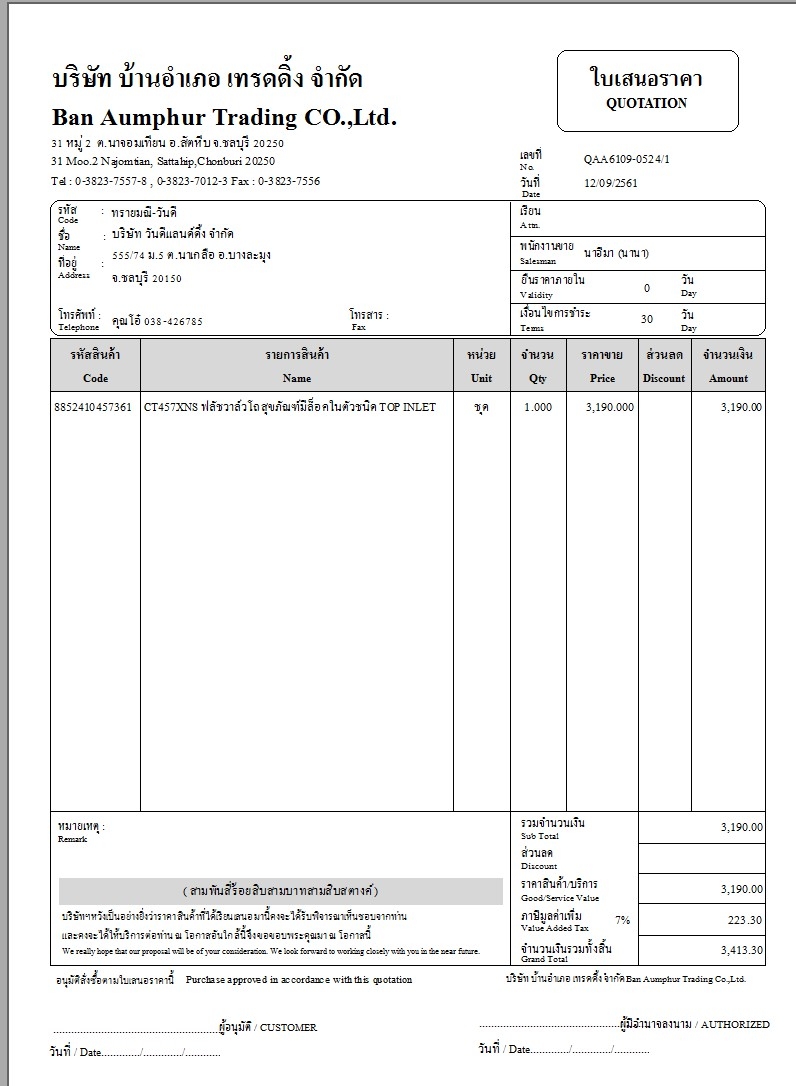 บริษัท บ้านอำเภอ เทรดดิ้ง จำกัด
ใบเสนอราคา
QUOTATION
Ban Aumphur Trading CO.,Ltd.
31 หมู่ 2 ต.นาจอมเทียน อ.สัตหีบ จ.ชลบุรี 20250
31 Moo.2 Najomtian, Sattahip,Chonburi 20250
Tel : 0-3823-7557-8 , 0-3823-7012-3 Fax : 0-3823-7556
เลขที่ QAA6109-0524/1
No.
วันที่ 12/09/2561
Date
รหัส : ทรายมณี-วันดี
Code
ชื่อ : บริษัท วันดีแลนด์ดิ้ง จำกัด
Name
ที่อยู่ : 555/74 ม.5 ต.นาเกลือ อ.บางละมุง
Address
จ.ชลบุรี 20150
โทรศัพท์ : คุณโอ๋ 038-426785 โทรสาร :
Telephone Fax
เรียน
Attn.
พนักงานขาย นาอีมา (นานา)
Salesman
ยืนราคาภายใน 0 วัน
Validity Day
เงื่อนไขการชำระ 30 วัน
Terms Day
รหัสสินค้า รายการสินค้า หน่วย จำนวน ราคาขาย ส่วนลด จำนวนเงิน
Code Name Unit Qty Price Discount Amount
8852410457361 CT457XNS ฟลัชวาล์วโถสุขภัณฑ์มีล็อคในตัวชนิด TOP INLET ชุด 1.000 3,190.000 3,190.00
หมายเหตุ :
Remark
( สามพันสี่ร้อยสิบสามบาทสามสิบสตางค์ )
บริษัทฯหวังเป็นอย่างยิ่งว่าราคาสินค้าที่ได้เรียนเสนอมานี้คงจะได้รับพิจารณาเห็นชอบจากท่าน
และคงจะได้ให้บริการต่อท่าน ณ โอกาสอันใกล้นี้จึงขอขอบพระคุณมา ณ โอกาสนี้
We really hope that our proposal will be of your consideration. We look forward to working closely with you in the near future.
รวมจำนวนเงิน 3,190.00
Sub Total
ส่วนลด
Discount
ราคาสินค้า/บริการ 3,190.00
Good/Service Value
ภาษีมูลค่าเพิ่ม 7% 223.30
Value Added Tax
จำนวนเงินรวมทั้งสิ้น 3,413.30
Grand Total
อนุมัติสั่งซื้อตามใบเสนอราคานี้ Purchase approved in accordance with this quotation
บริษัท บ้านอำเภอ เทรดดิ้ง จำกัด Ban Aumphur Trading Co.,Ltd.
............................................................ผู้อนุมัติ / CUSTOMER
............................................................ผู้มีอำนาจลงนาม / AUTHORIZED
วันที่ / Date............./............./............
วันที่ / Date............./............./............